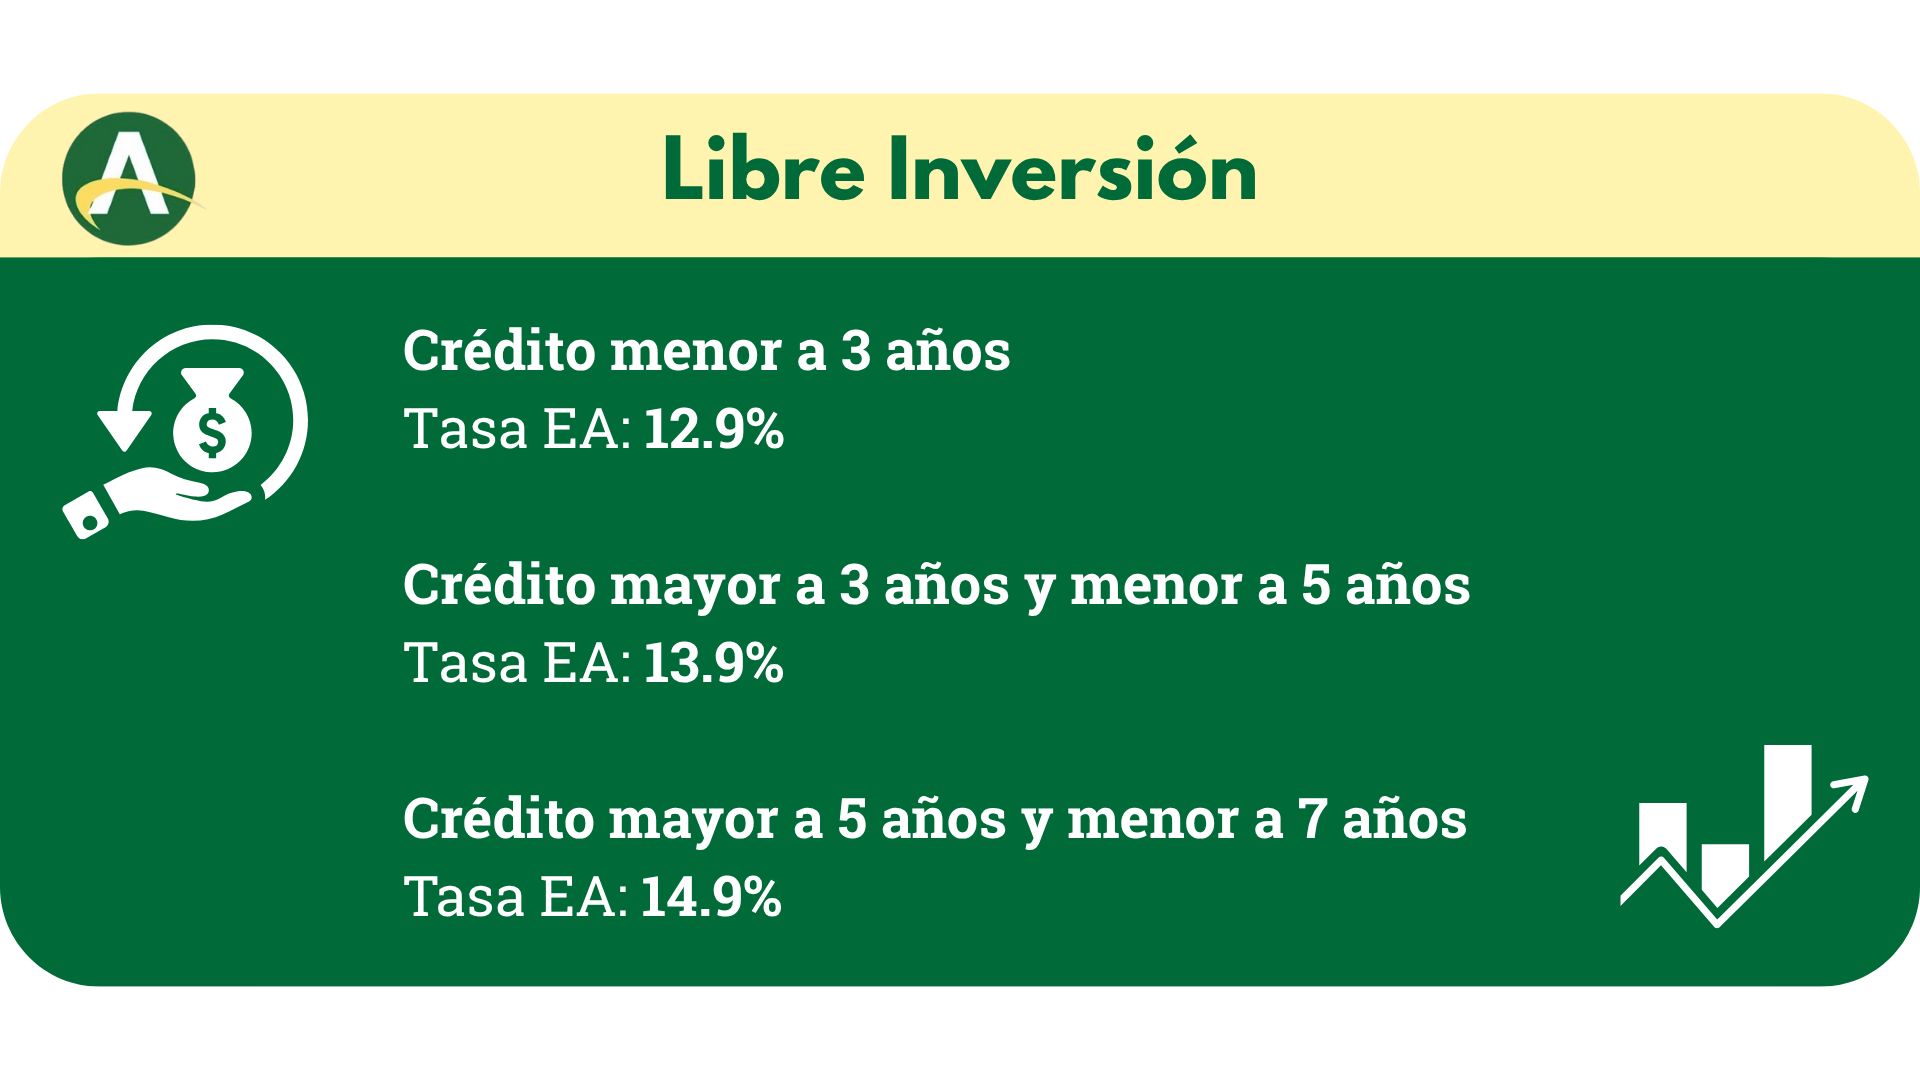 A
Libre Inversión
$
Crédito menor a 3 años
Tasa EA: 12.9%
Crédito mayor a 3 años y menor a 5 años
Tasa EA: 13.9%
Crédito mayor a 5 años y menor a 7 años
Tasa EA: 14.9%